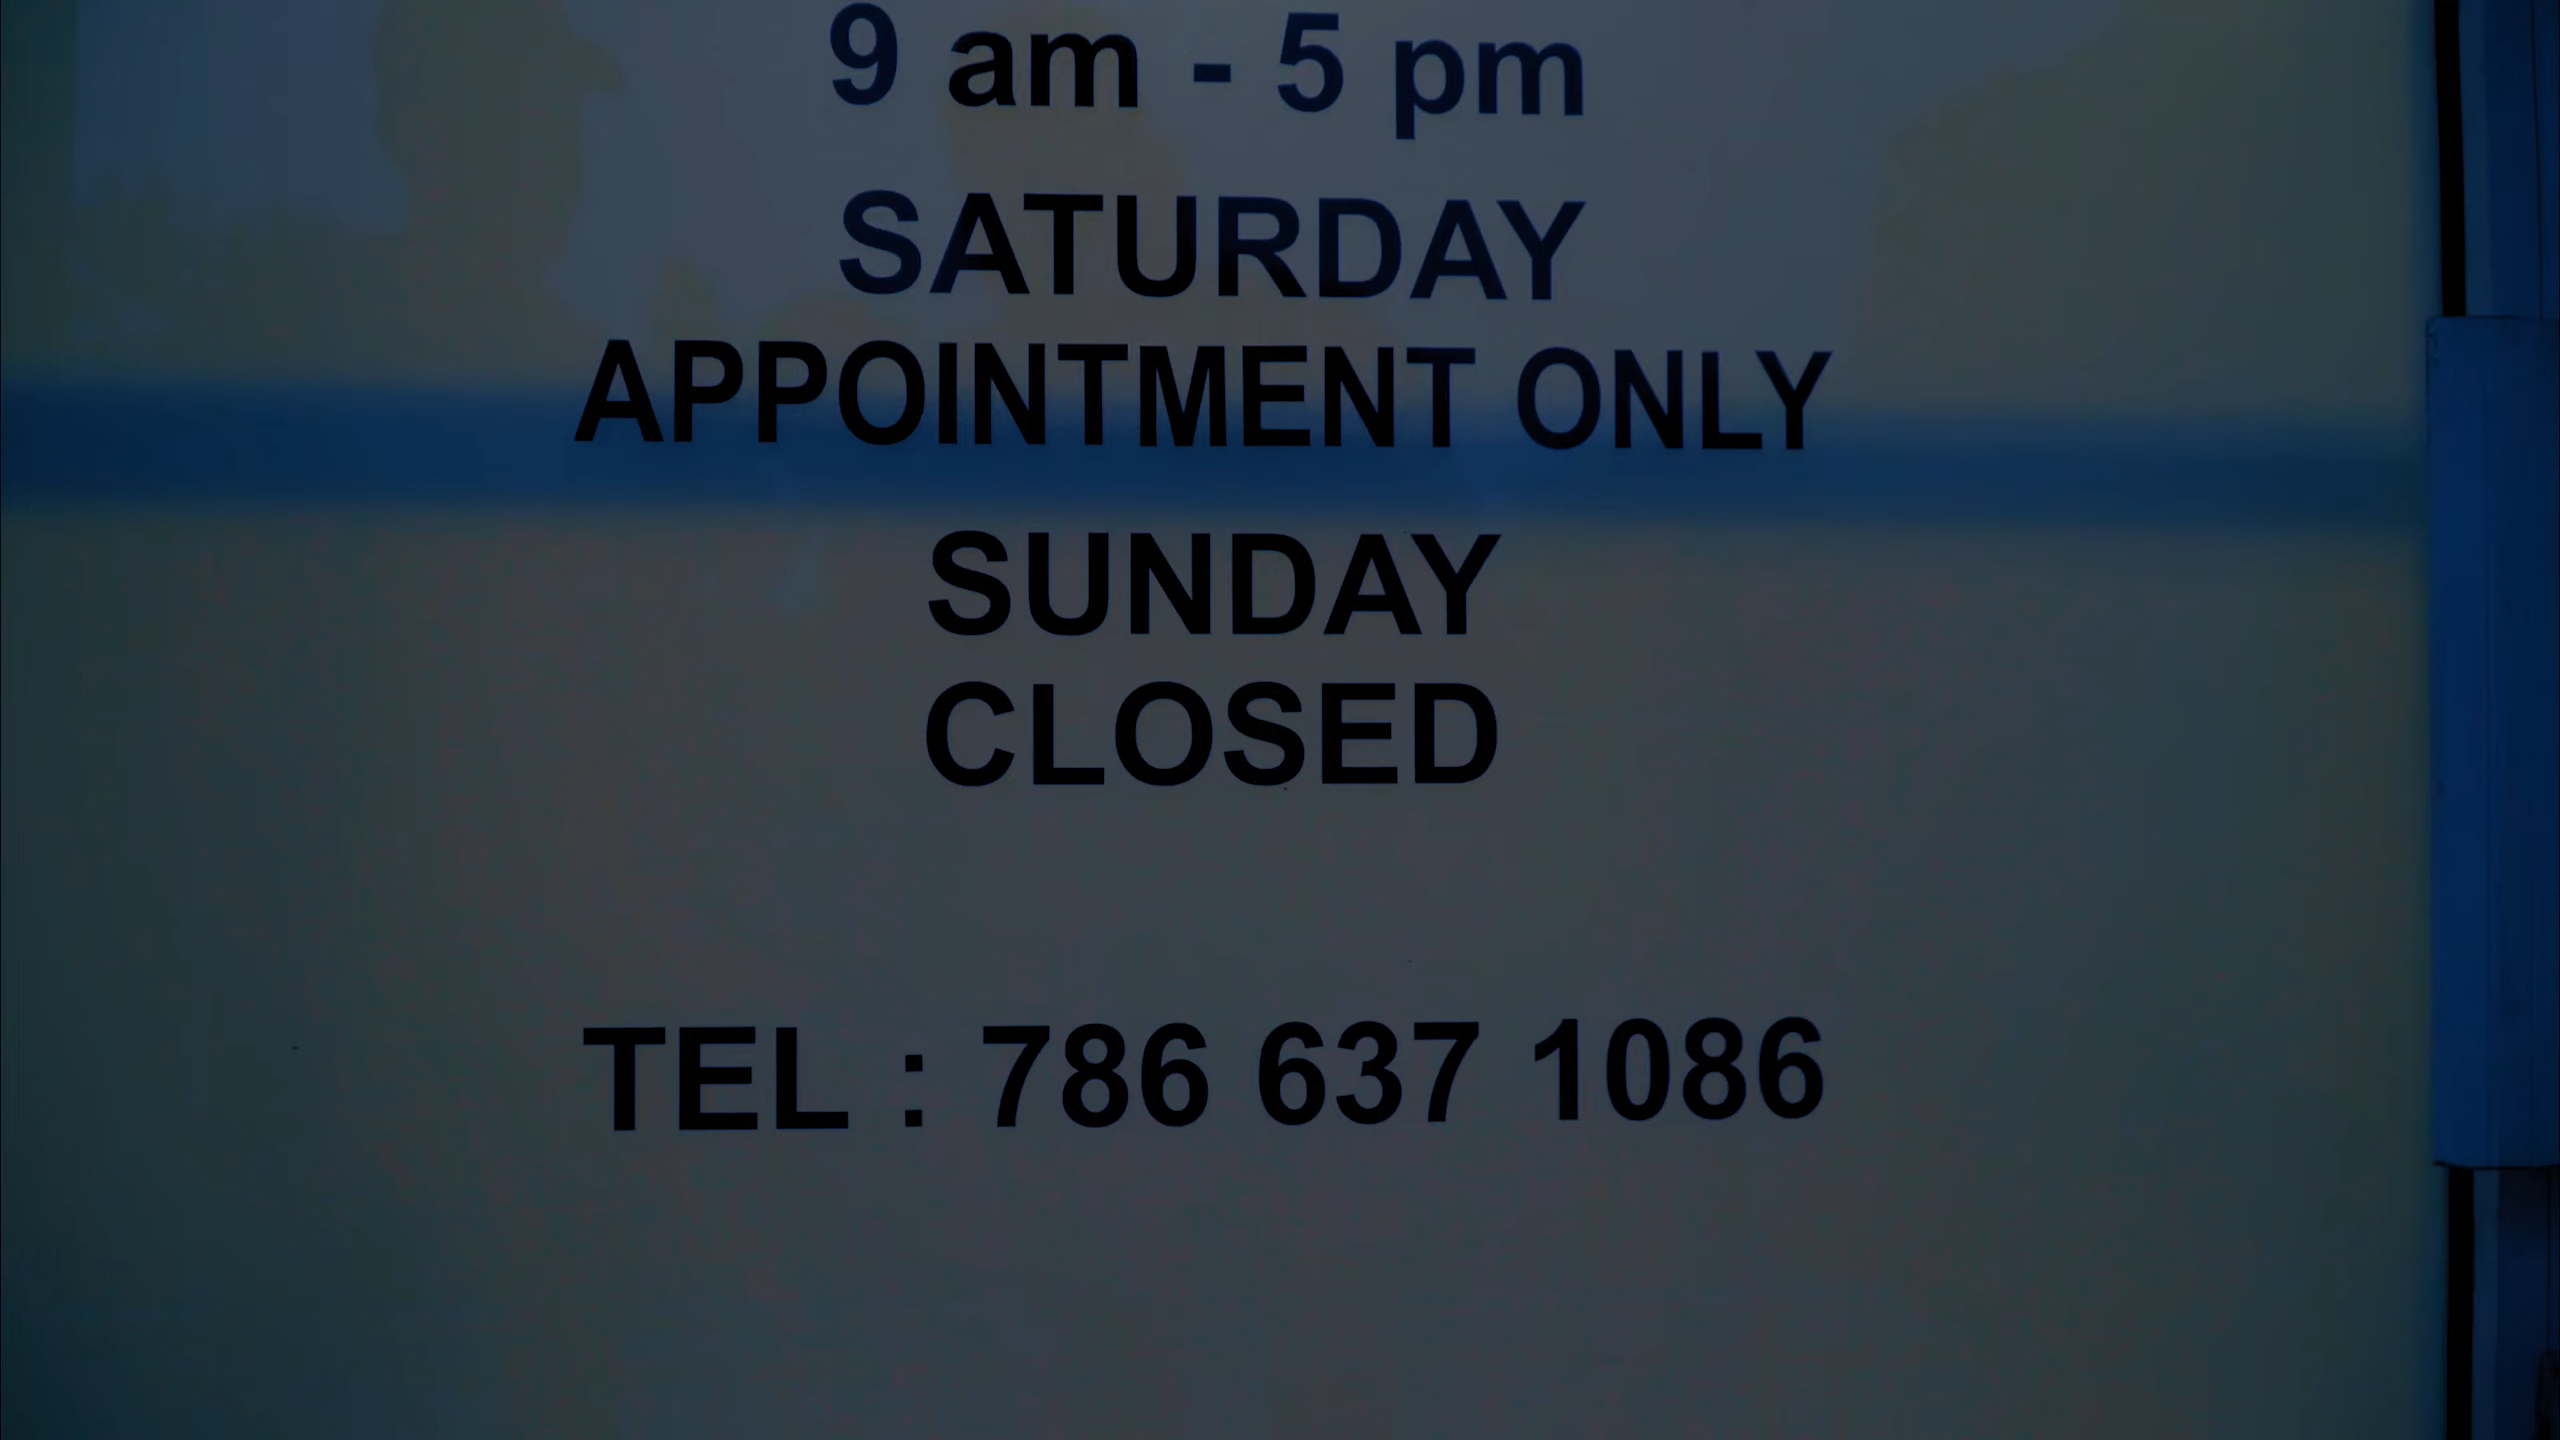 9 am - 5 pm
SATURDAY
APPOINTMENT ONLY
SUNDAY
CLOSED
TEL : 786 637 1086